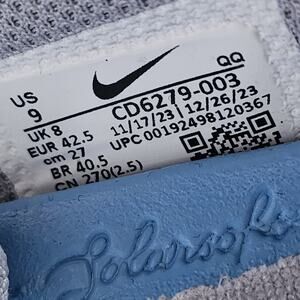 QQ
US
9
CD6279-003
UK 8
11/17/23 12/26/23
EUR 42.5
UPC 00192498120367
cm 27
BR 40.5
CN 270(2.5)
Solarsoft